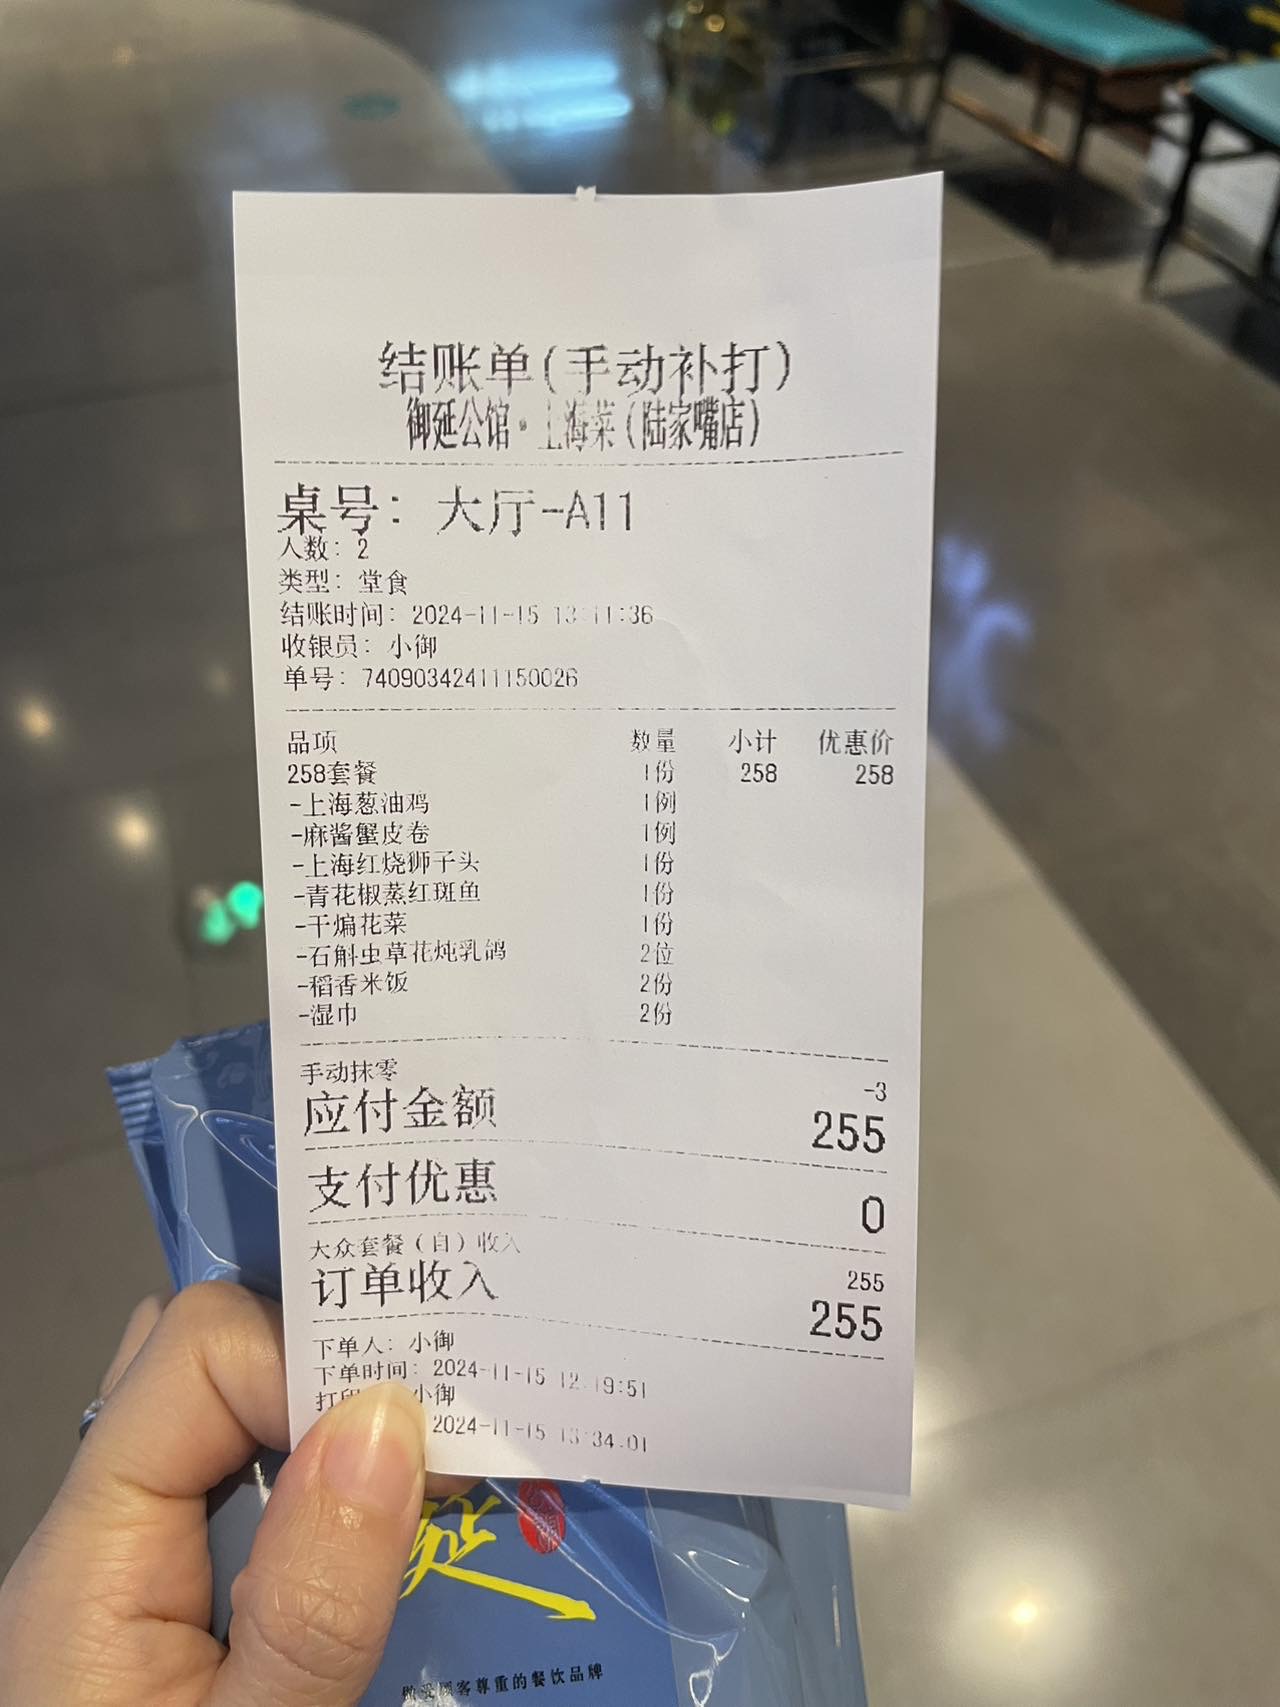 结账单(手动补打)
御延公馆·上海菜(陆家嘴店)
桌号: 大厅-A11
人数: 2
类型: 堂食
结账时间: 2024-11-15 13:11:36
收银员: 小御
单号: 74090342411150026
品项 数量 小计 优惠价
258套餐 1份 258 258
-上海葱油鸡 1例
-麻酱蟹皮卷 1例
-上海红烧狮子头 1份
-青花椒蒸红斑鱼 1份
-干煸花菜 1份
-石斛虫草花炖乳鸽 2位
-稻香米饭 2份
-湿巾 2份
手动抹零 -3
应付金额 255
支付优惠 0
大众套餐(自)收入 255
订单收入 255
下单人: 小御
下单时间: 2024-11-15 12:19:51
打印 小御
2024-11-15 13:34:01
延
做受顾客尊重的餐饮品牌